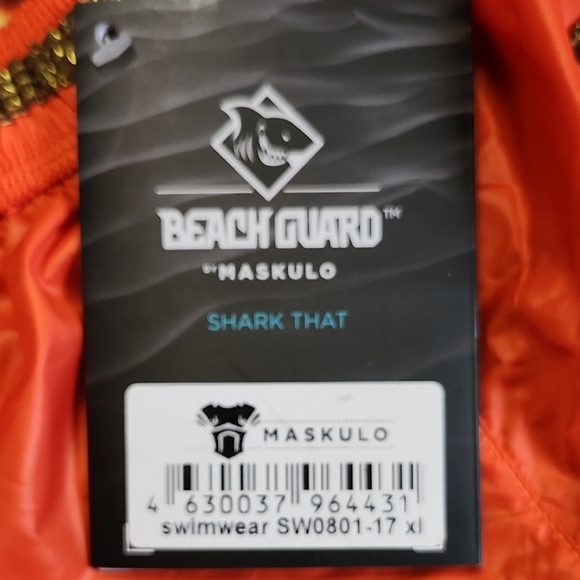 BEACH GUARD™
BY MASKULO
SHARK THAT
MASKULO
4 630037 964431
swimwear SW0801-17 xl